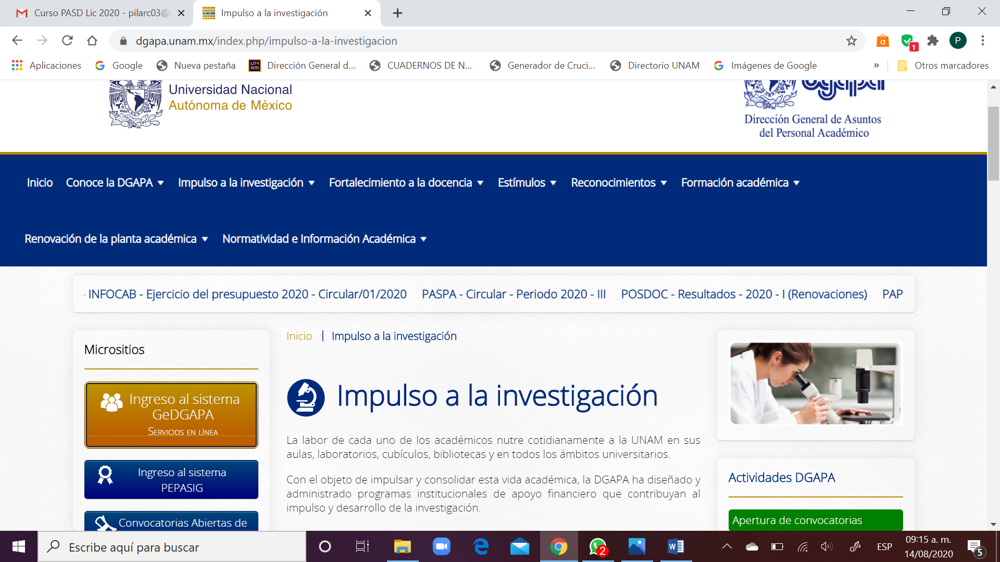 Curso PASD Lic 2020 - pilarc03@
Impulso a la investigación
dgapa.unam.mx/index.php/impulso-a-la-investigacion
P
1
Aplicaciones
Google
Nueva pestaña
UNAM
Dirección General d...
CUADERNOS DE N...
Generador de Cruci...
Directorio UNAM
Imágenes de Google
»
Otros marcadores
Universidad Nacional
Autónoma de México
dgapa
Dirección General de Asuntos
del Personal Académico
Inicio
Conoce la DGAPA
Impulso a la investigación
Fortalecimiento a la docencia
Estímulos
Reconocimientos
Formación académica
Renovación de la planta académica
Normatividad e Información Académica
INFOCAB - Ejercicio del presupuesto 2020 - Circular/01/2020
PASPA - Circular - Periodo 2020 - III
POSDOC - Resultados - 2020 - I (Renovaciones)
PAP
Micrositios
Ingreso al sistema
GeDGAPA
Servicios en línea
Ingreso al sistema
PEPASIG
Convocatorias Abiertas de
Inicio | Impulso a la investigación
Impulso a la investigación
La labor de cada uno de los académicos nutre cotidianamente a la UNAM en sus
aulas, laboratorios, cubículos, bibliotecas y en todos los ámbitos universitarios.
Con el objeto de impulsar y consolidar esta vida académica, la DGAPA ha diseñado y
administrado programas institucionales de apoyo financiero que contribuyan al
impulso y desarrollo de la investigación.
Actividades DGAPA
Apertura de convocatorias
Escribe aquí para buscar
2
ESP
09:15 a. m.
14/08/2020
5